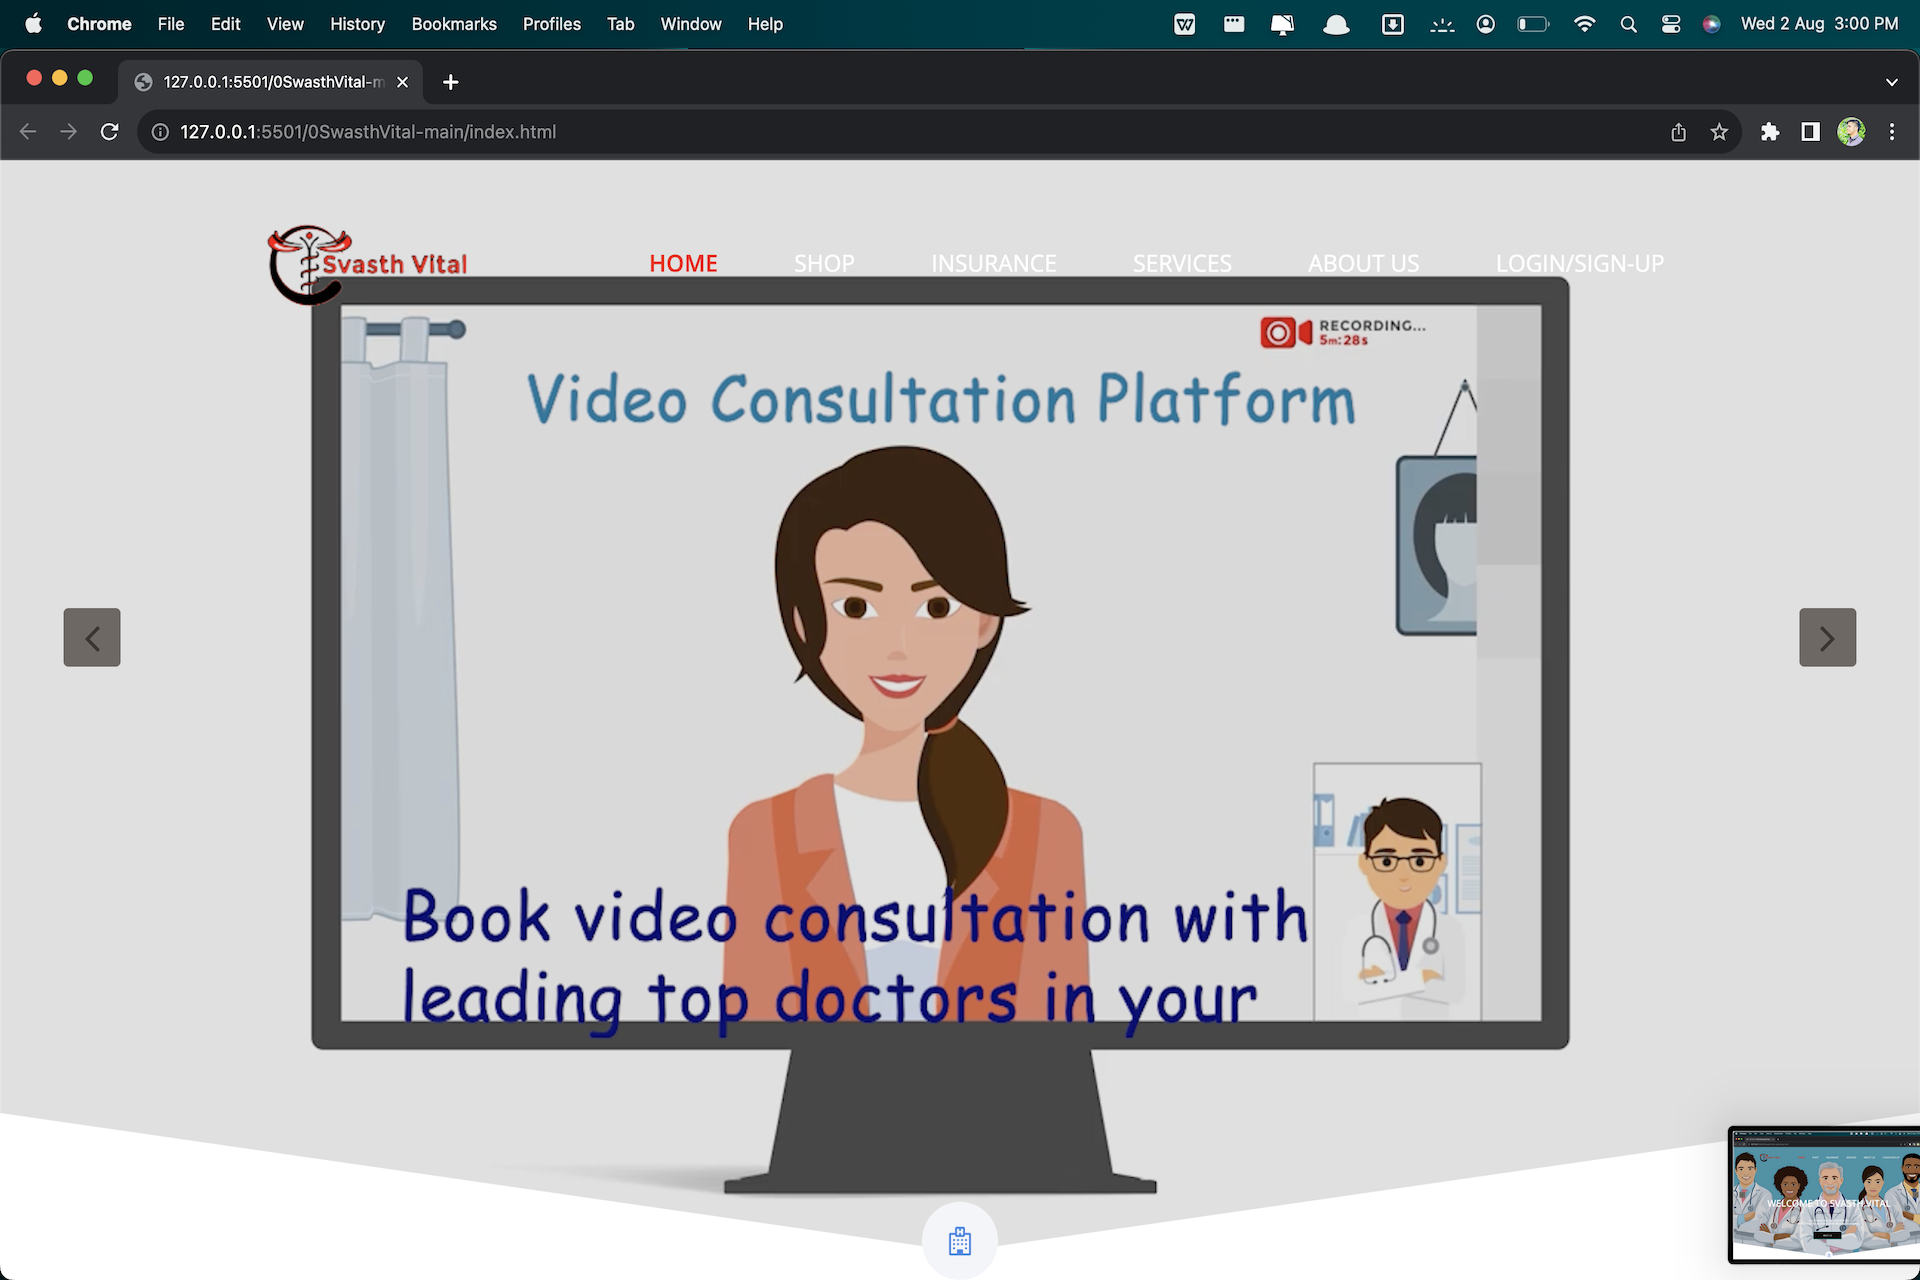 Chrome File Edit View History Bookmarks Profiles Tab Window Help
Wed 2 Aug 3:00 PM
127.0.0.1:5501/0SwasthVital-m
127.0.0.1:5501/0SwasthVital-main/index.html
Svasth Vital
HOME SHOP INSURANCE SERVICES ABOUT US LOGIN/SIGN-UP
RECORDING...
5m:28s
Video Consultation Platform
Book video consultation with
leading top doctors in your
WELCOME TO SVASTH VITAL